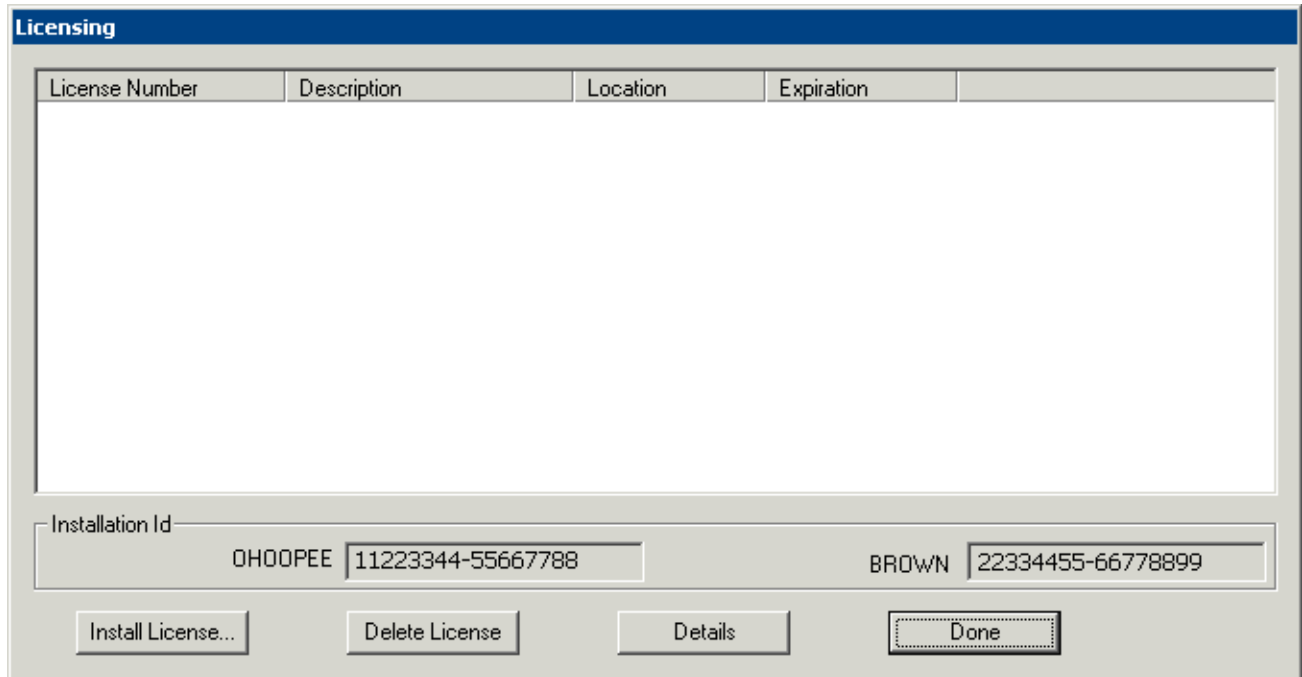 Licensing
License Number Description Location Expiration
Installation Id
OHOOPEE 11223344-55667788 BROWN 22334455-66778899
Install License... Delete License Details Done